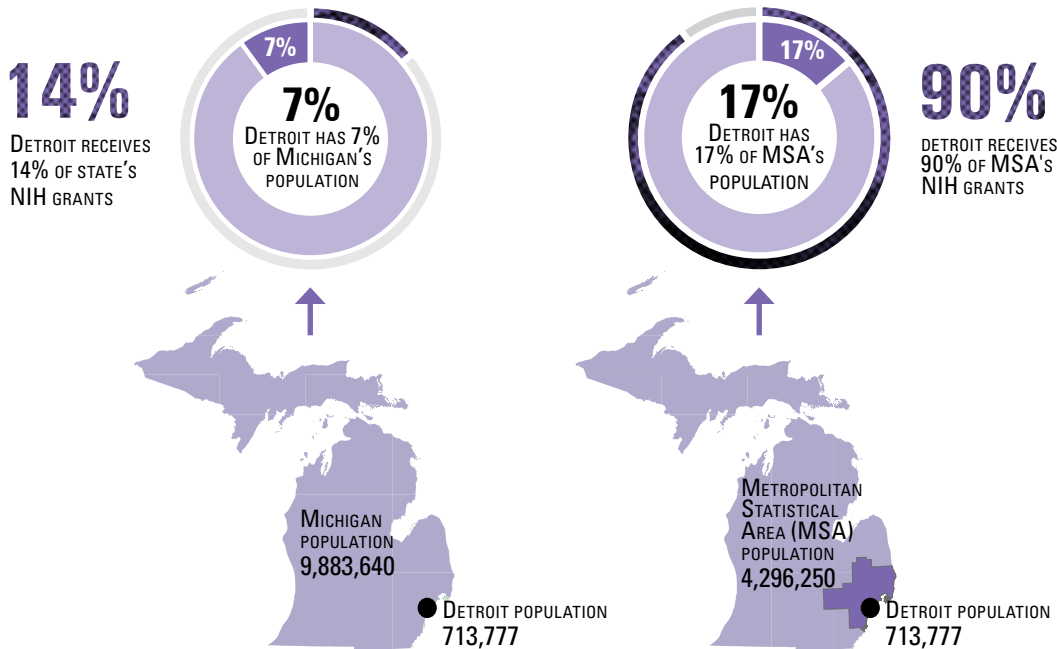 14%
Detroit receives
14% of state's
NIH grants
7%
7%
Detroit has 7%
of Michigan's
population
17%
17%
Detroit has
17% of MSA's
population
90%
detroit receives
90% of MSA's
NIH grants
Michigan
population
9,883,640
Detroit population
713,777
Metropolitan
Statistical
Area (MSA)
population
4,296,250
Detroit population
713,777